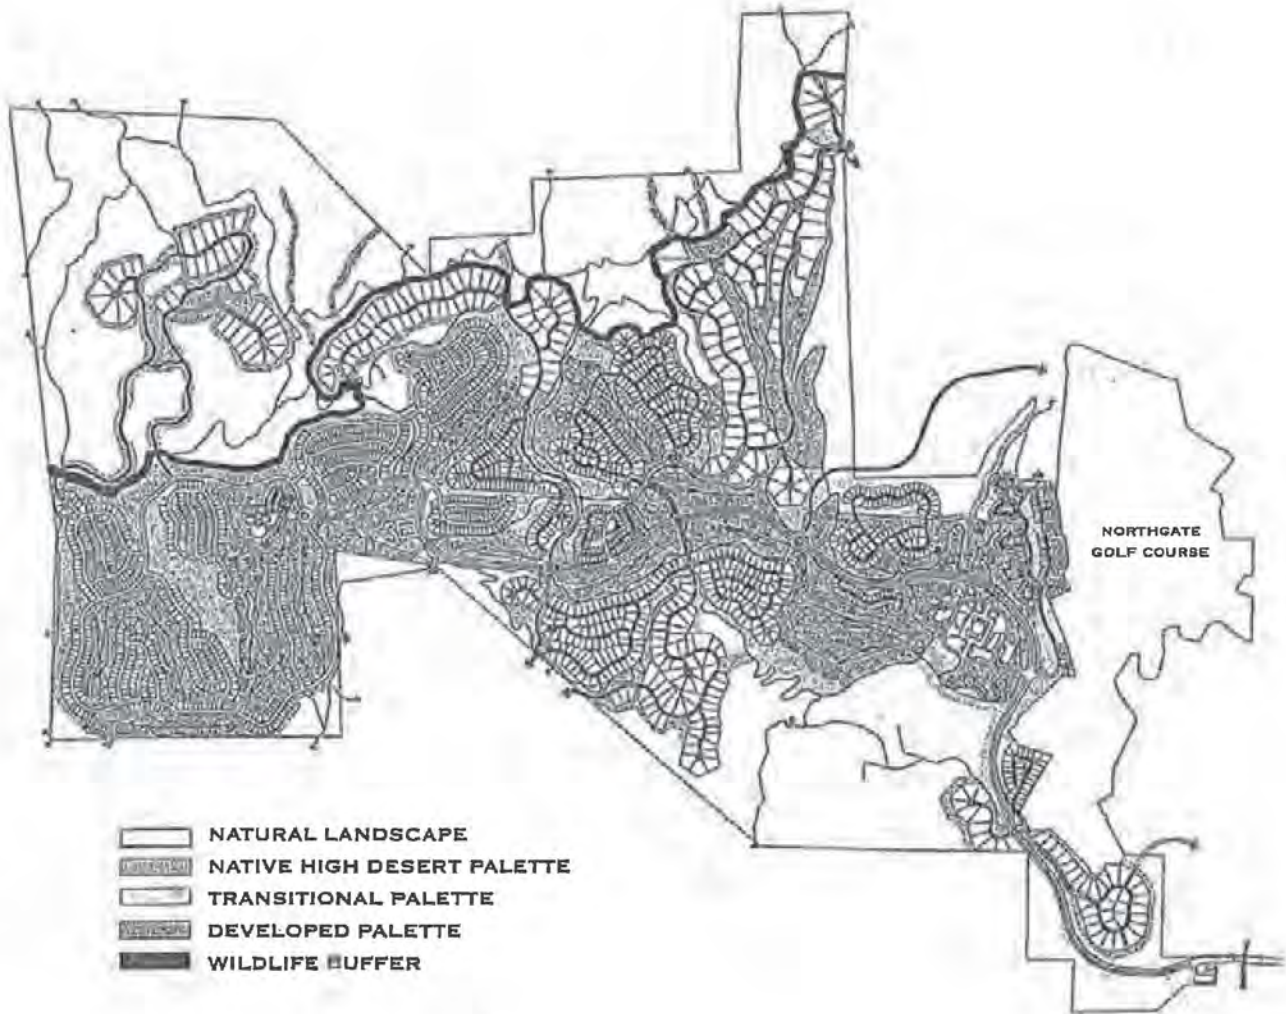 NORTHGATE
GOLF COURSE
NATURAL LANDSCAPE
NATIVE HIGH DESERT PALETTE
TRANSITIONAL PALETTE
DEVELOPED PALETTE
WILDLIFE BUFFER